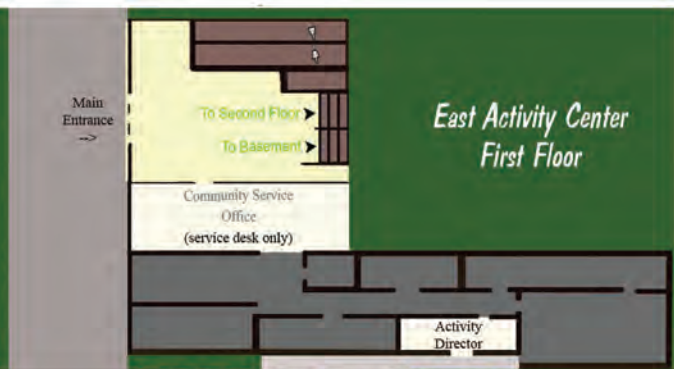 Main
Entrance
-->
To Second Floor
To Basement
East Activity Center
First Floor
Community Service
Office
(service desk only)
Activity
Director